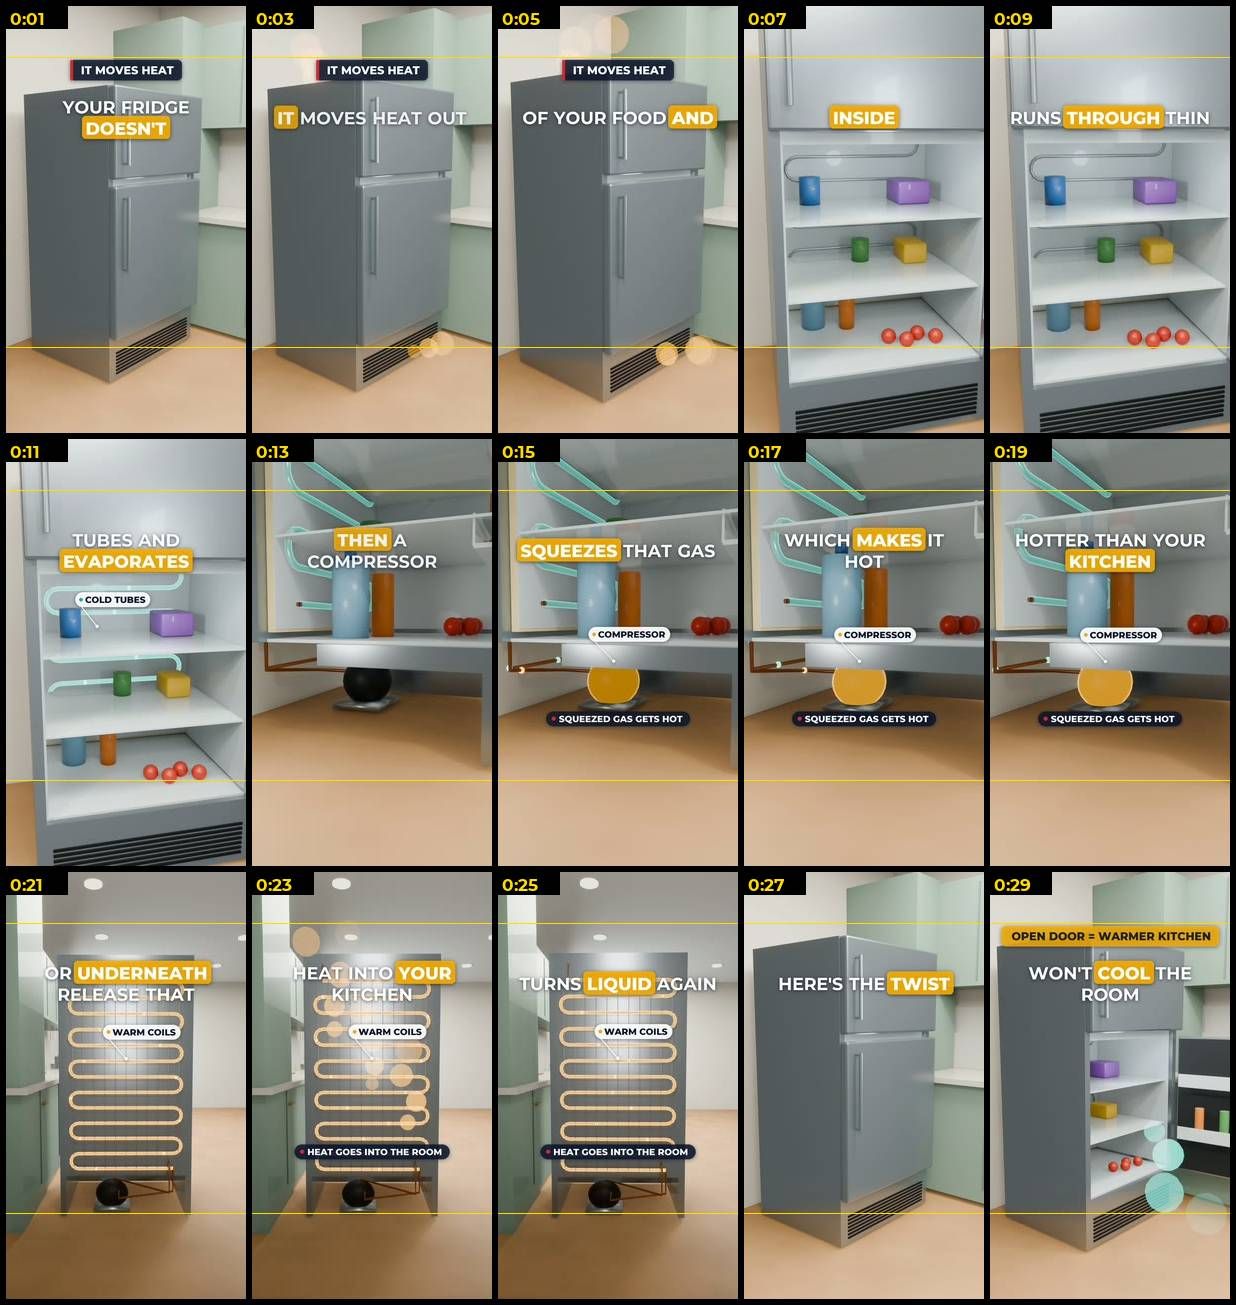 0:01
IT MOVES HEAT
YOUR FRIDGE
DOESN'T
0:03
IT MOVES HEAT
IT MOVES HEAT OUT
0:05
IT MOVES HEAT
OF YOUR FOOD AND
0:07
INSIDE
0:09
RUNS THROUGH THIN
0:11
TUBES AND
EVAPORATES
COLD TUBES
0:13
THEN A
COMPRESSOR
0:15
SQUEEZES THAT GAS
COMPRESSOR
SQUEEZED GAS GETS HOT
0:17
WHICH MAKES IT
HOT
COMPRESSOR
SQUEEZED GAS GETS HOT
0:19
HOTTER THAN YOUR
KITCHEN
COMPRESSOR
SQUEEZED GAS GETS HOT
0:21
OR UNDERNEATH
RELEASE THAT
WARM COILS
0:23
HEAT INTO YOUR
KITCHEN
WARM COILS
HEAT GOES INTO THE ROOM
0:25
TURNS LIQUID AGAIN
WARM COILS
HEAT GOES INTO THE ROOM
0:27
HERE'S THE TWIST
0:29
OPEN DOOR = WARMER KITCHEN
WON'T COOL THE
ROOM